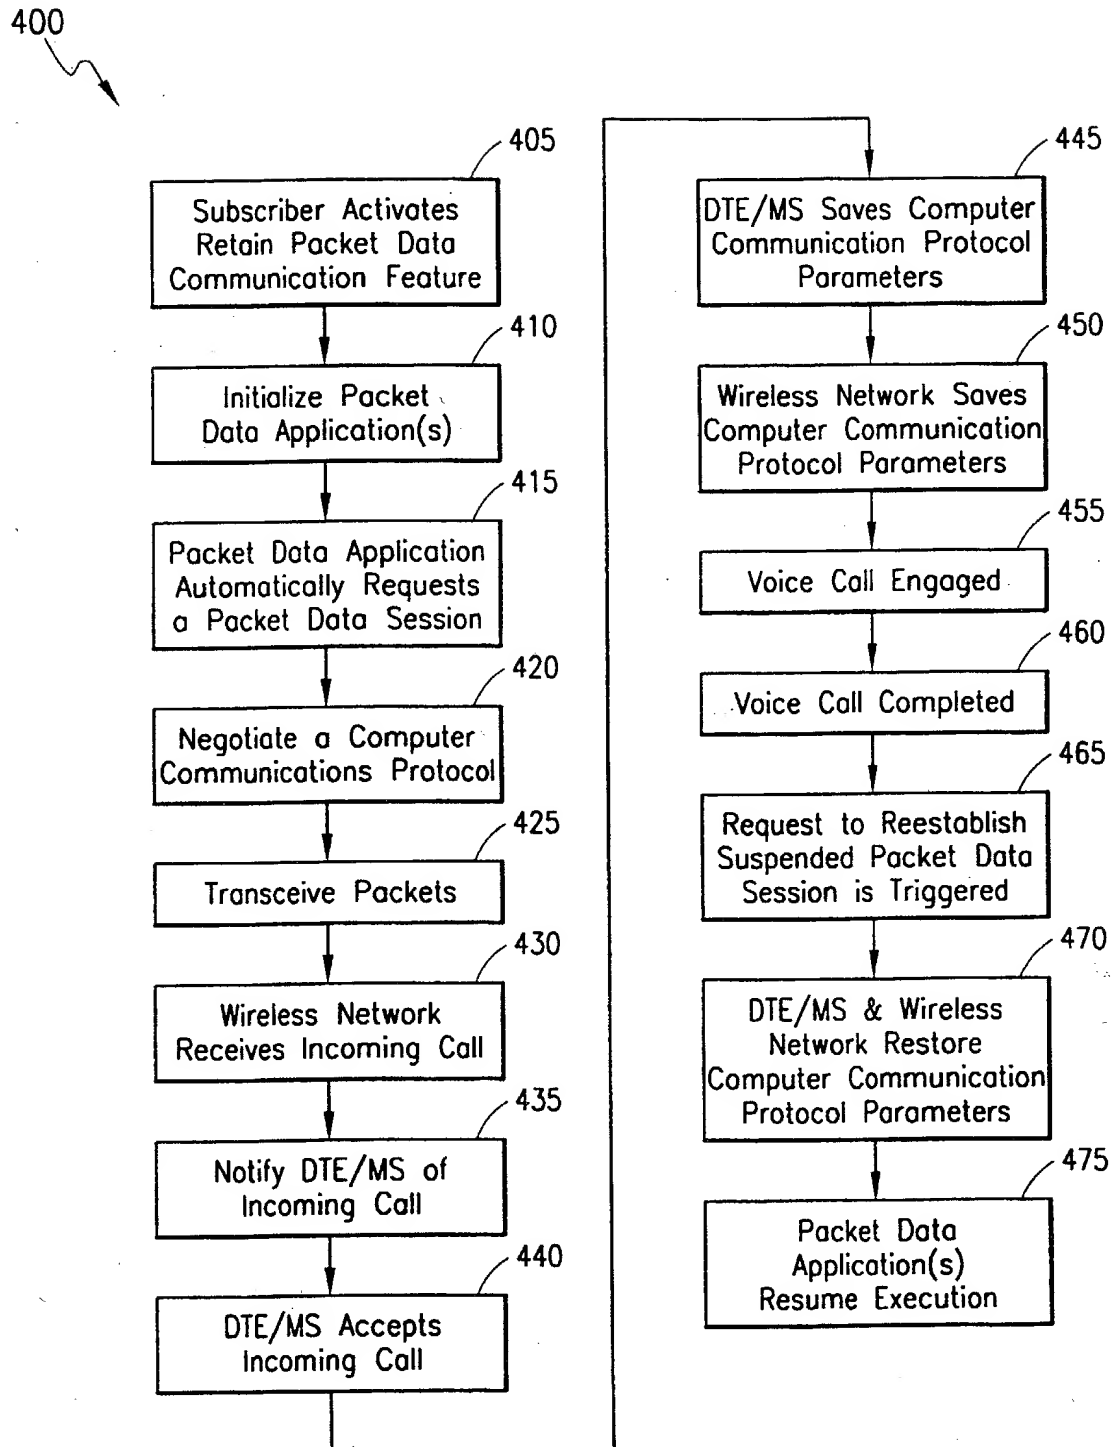 400
405
Subscriber Activates
Retain Packet Data
Communication Feature
410
Initialize Packet
Data Application(s)
415
Packet Data Application
Automatically Requests
a Packet Data Session
420
Negotiate a Computer
Communications Protocol
425
Transceive Packets
430
Wireless Network
Receives Incoming Call
435
Notify DTE/MS of
Incoming Call
440
DTE/MS Accepts
Incoming Call
445
DTE/MS Saves Computer
Communication Protocol
Parameters
450
Wireless Network Saves
Computer Communication
Protocol Parameters
455
Voice Call Engaged
460
Voice Call Completed
465
Request to Reestablish
Suspended Packet Data
Session is Triggered
470
DTE/MS & Wireless
Network Restore
Computer Communication
Protocol Parameters
475
Packet Data
Application(s)
Resume Execution